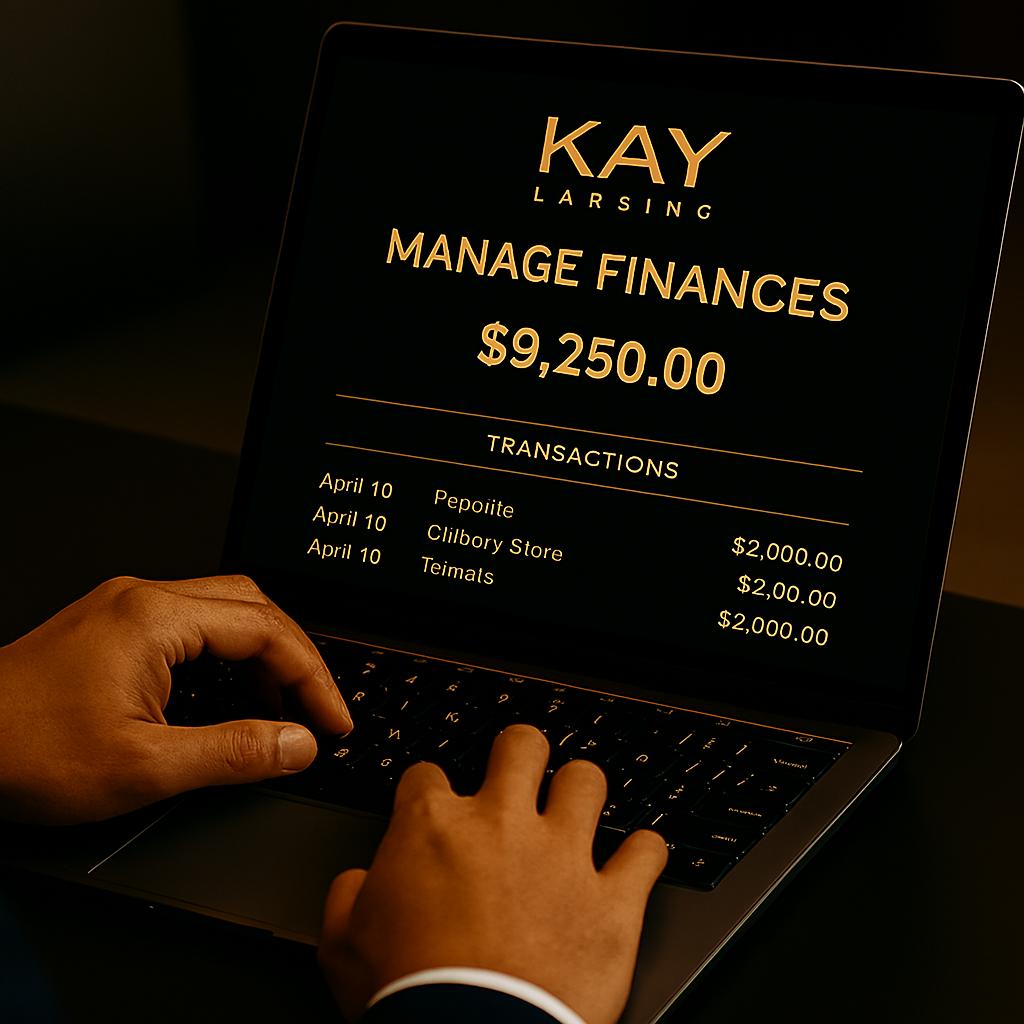 KAY
LARSING
MANAGE FINANCES
$9,250.00
TRANSACTIONS
April 10 Pepoiite $2,000.00
April 10 Clilbory Store $2,00.00
April 10 Teimats $2,000.00